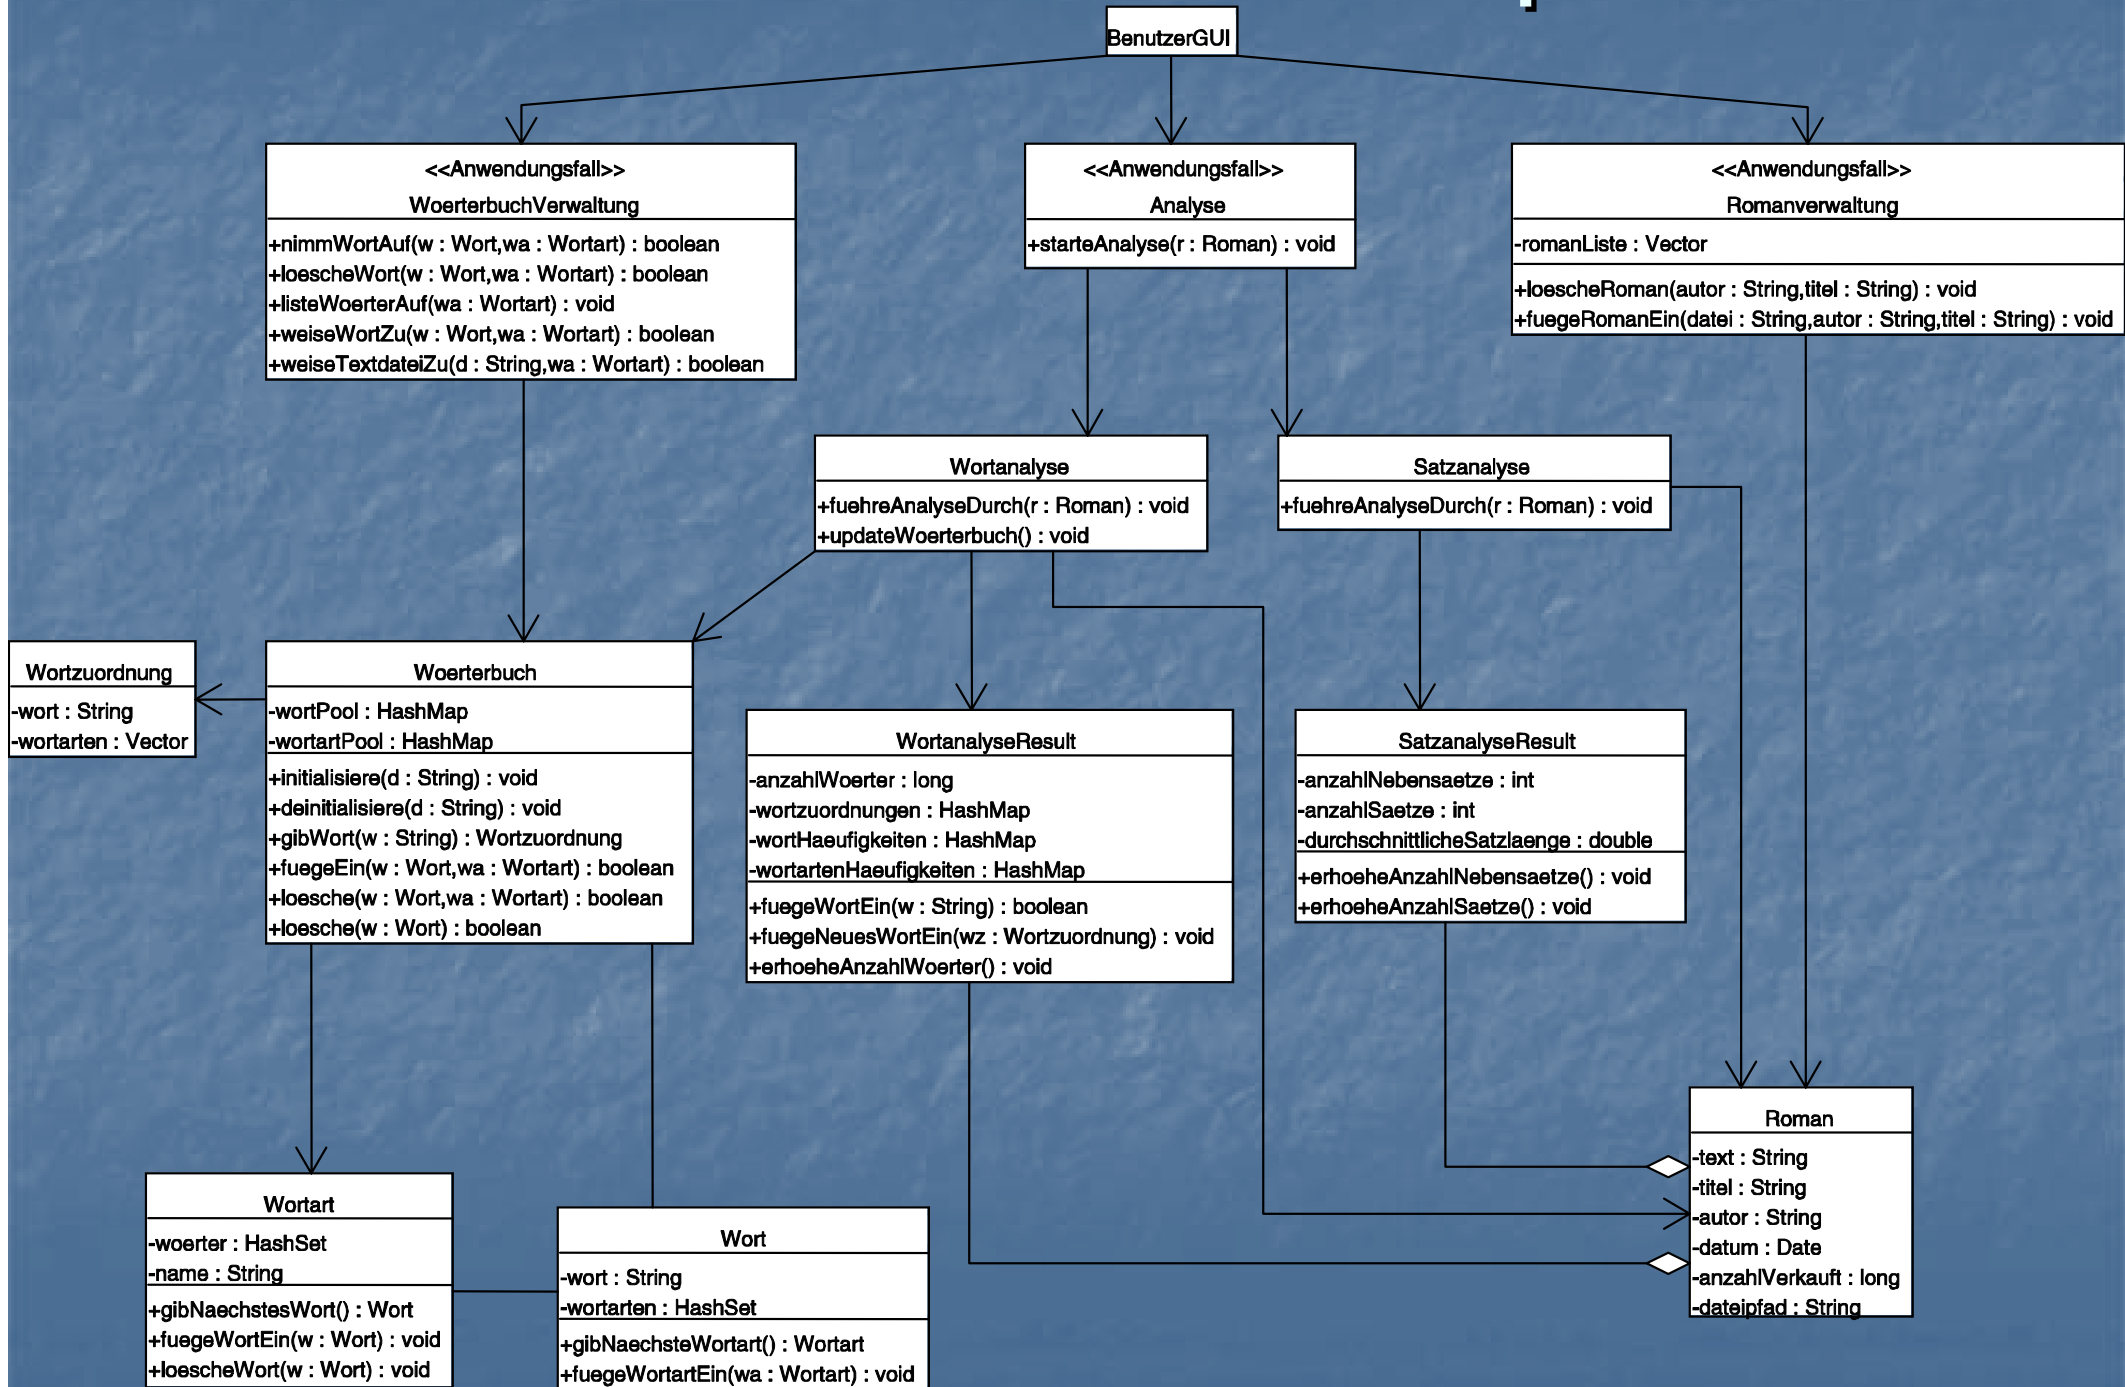 BenutzerGUI
<<Anwendungsfall>>
WoerterbuchVerwaltung
+nimmWortAuf(w : Wort,wa : Wortart) : boolean
+loescheWort(w : Wort,wa : Wortart) : boolean
+listeWoerterAuf(wa : Wortart) : void
+weiseWortZu(w : Wort,wa : Wortart) : boolean
+weiseTextdateiZu(d : String,wa : Wortart) : boolean
<<Anwendungsfall>>
Analyse
+starteAnalyse(r : Roman) : void
<<Anwendungsfall>>
Romanverwaltung
-romanListe : Vector
+loescheRoman(autor : String,titel : String) : void
+fuegeRomanEin(datei : String,autor : String,titel : String) : void
Wortanalyse
+fuehreAnalyseDurch(r : Roman) : void
+updateWoerterbuch() : void
Satzanalyse
+fuehreAnalyseDurch(r : Roman) : void
Wortzuordnung
-wort : String
-wortarten : Vector
Woerterbuch
-wortPool : HashMap
-wortartPool : HashMap
+initialisiere(d : String) : void
+deinitialisiere(d : String) : void
+gibWort(w : String) : Wortzuordnung
+fuegeEin(w : Wort,wa : Wortart) : boolean
+loesche(w : Wort,wa : Wortart) : boolean
+loesche(w : Wort) : boolean
WortanalyseResult
-anzahlWoerter : long
-wortzuordnungen : HashMap
-wortHaeufigkeiten : HashMap
-wortartenHaeufigkeiten : HashMap
+fuegeWortEin(w : String) : boolean
+fuegeNeuesWortEin(wz : Wortzuordnung) : void
+erhoeheAnzahlWoerter() : void
SatzanalyseResult
-anzahlNebensaetze : int
-anzahlSaetze : int
-durchschnittlicheSatzlaenge : double
+erhoeheAnzahlNebensaetze() : void
+erhoeheAnzahlSaetze() : void
Roman
-text : String
-titel : String
-autor : String
-datum : Date
-anzahlVerkauft : long
-dateipfad : String
Wortart
-woerter : HashSet
-name : String
+gibNaechstesWort() : Wort
+fuegeWortEin(w : Wort) : void
+loescheWort(w : Wort) : void
Wort
-wort : String
-wortarten : HashSet
+gibNaechsteWortart() : Wortart
+fuegeWortartEin(wa : Wortart) : void